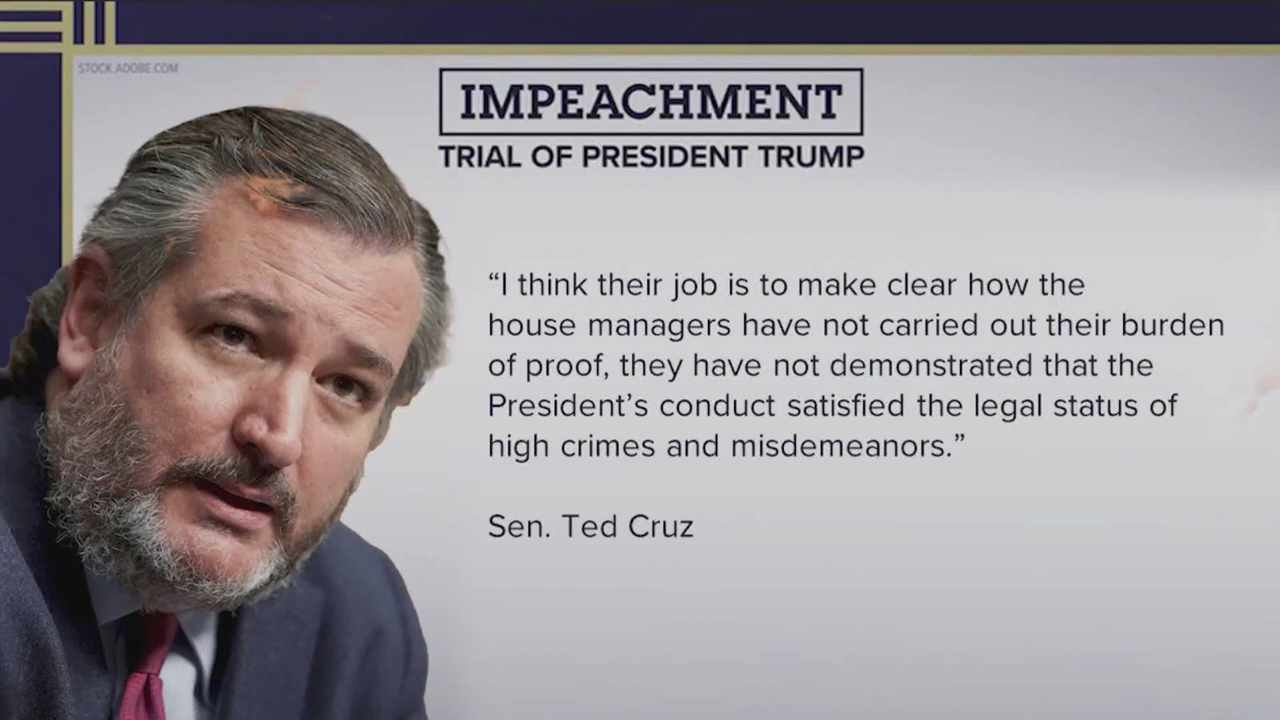 STOCK.ADOBE.COM
IMPEACHMENT
TRIAL OF PRESIDENT TRUMP
“I think their job is to make clear how the
house managers have not carried out their burden
of proof, they have not demonstrated that the
President’s conduct satisfied the legal status of
high crimes and misdemeanors.”
Sen. Ted Cruz